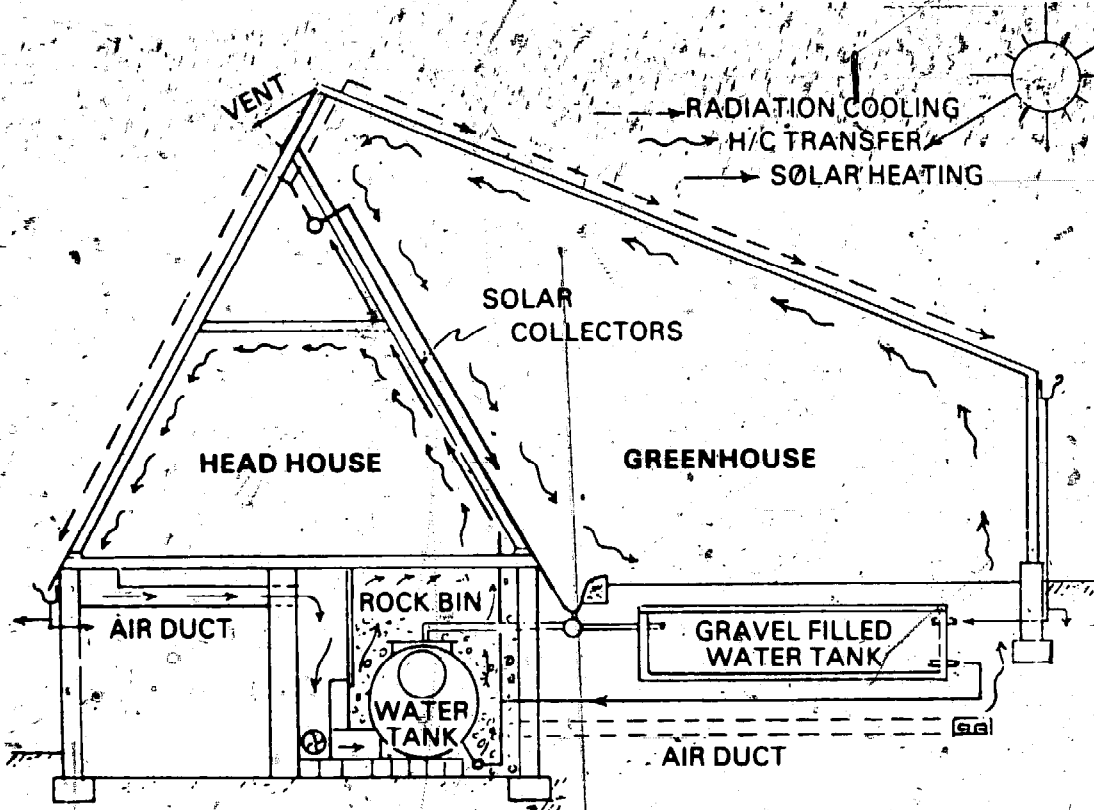 VENT
RADIATION COOLING
H/C TRANSFER
SOLAR HEATING
SOLAR
COLLECTORS
HEAD HOUSE
GREENHOUSE
ROCK BIN
AIR DUCT
GRAVEL FILLED
WATER TANK
WATER
TANK
AIR DUCT